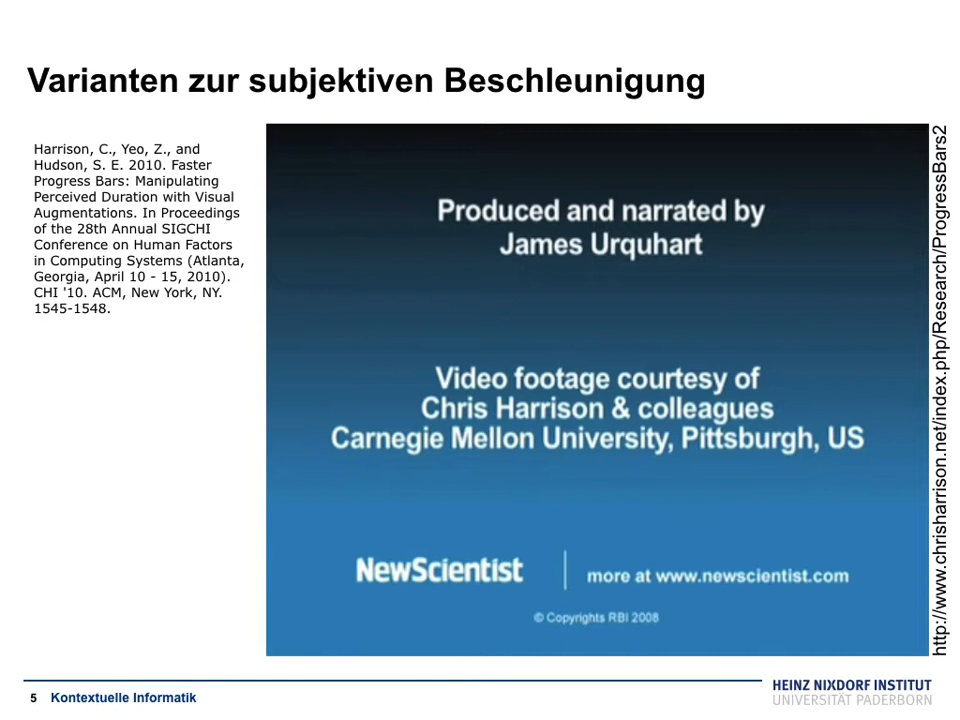 Varianten zur subjektiven Beschleunigung
Harrison, C., Yeo, Z., and
Hudson, S. E. 2010. Faster
Progress Bars: Manipulating
Perceived Duration with Visual
Augmentations. In Proceedings
of the 28th Annual SIGCHI
Conference on Human Factors
in Computing Systems (Atlanta,
Georgia, April 10 - 15, 2010).
CHI '10. ACM, New York, NY.
1545-1548.
Produced and narrated by
James Urquhart
Video footage courtesy of
Chris Harrison & colleagues
Carnegie Mellon University, Pittsburgh, US
NewScientist
more at www.newscientist.com
© Copyrights RBI 2008
http://www.chrisharrison.net/index.php/Research/ProgressBars2
5 Kontextuelle Informatik
HEINZ NIXDORF INSTITUT
UNIVERSITÄT PADERBORN